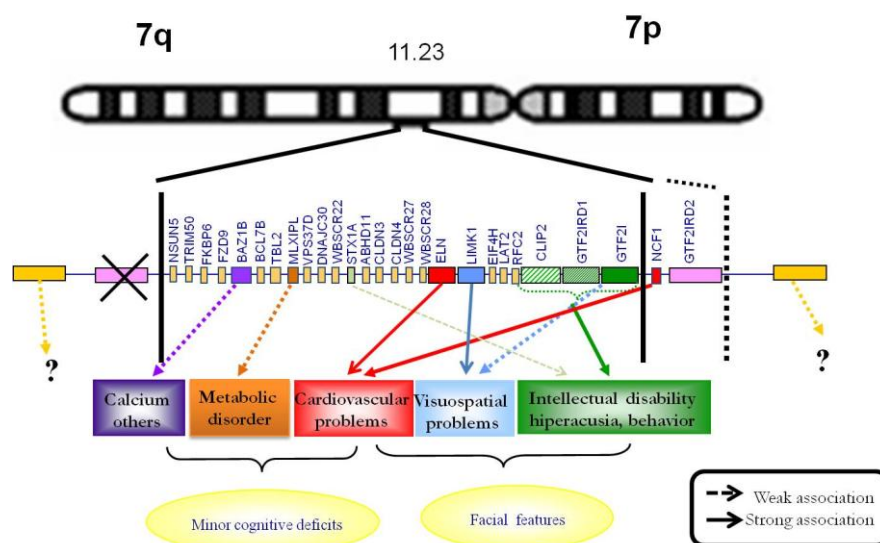 7q
11.23
7p
NSUN5
TRIM50
FKBP6
FZD9
BAZ1B
BCL7B
TBL2
MLXIPL
VPS37D
DNAJC30
WBSCR22
STX1A
ABHD11
CLDN3
CLDN4
WBSCR27
WBSCR28
ELN
LIMK1
EIF4H
LAT2
RFC2
CLIP2
GTF2IRD1
GTF2I
NCF1
GTF2IRD2
?
?
Calcium
others
Metabolic
disorder
Cardiovascular
problems
Visuospatial
problems
Intellectual disability
hiperacusia, behavior
Minor cognitive deficits
Facial features
Weak association
Strong association